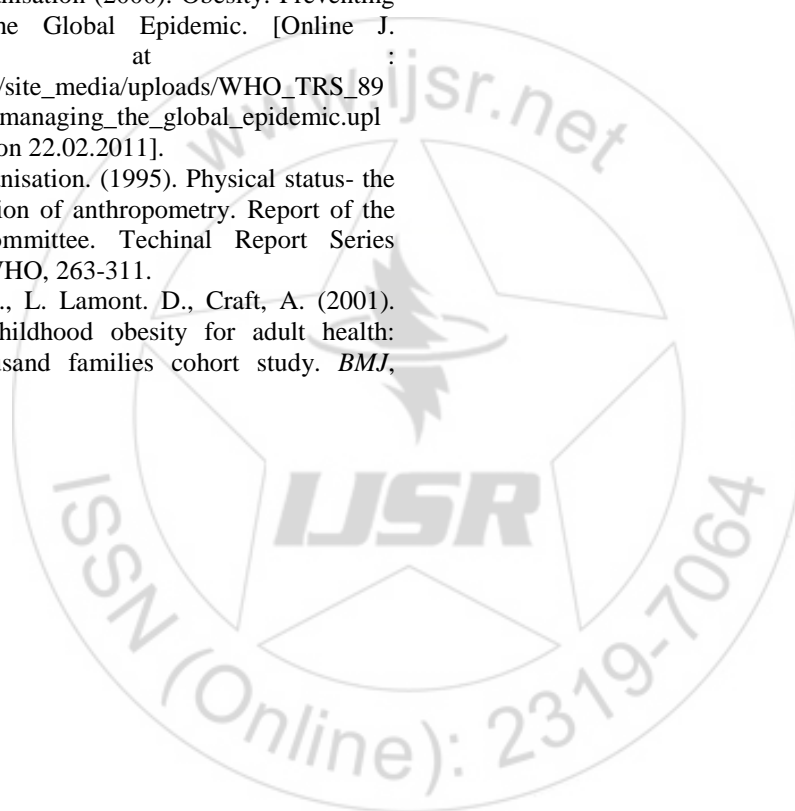 nisation (2000). Obesity. Preventing
he Global Epidemic. [Online J.
at :
/site_media/uploads/WHO_TRS_89
managing_the_global_epidemic.upl
on 22.02.2011].
nisation. (1995). Physical status- the
ion of anthropometry. Report of the
ommittee. Techinal Report Series
WHO, 263-311.
., L. Lamont. D., Craft, A. (2001).
hildhood obesity for adult health:
usand families cohort study. BMJ,
www.ijsr.net
IJSR
ISSN (Online): 2319-7064